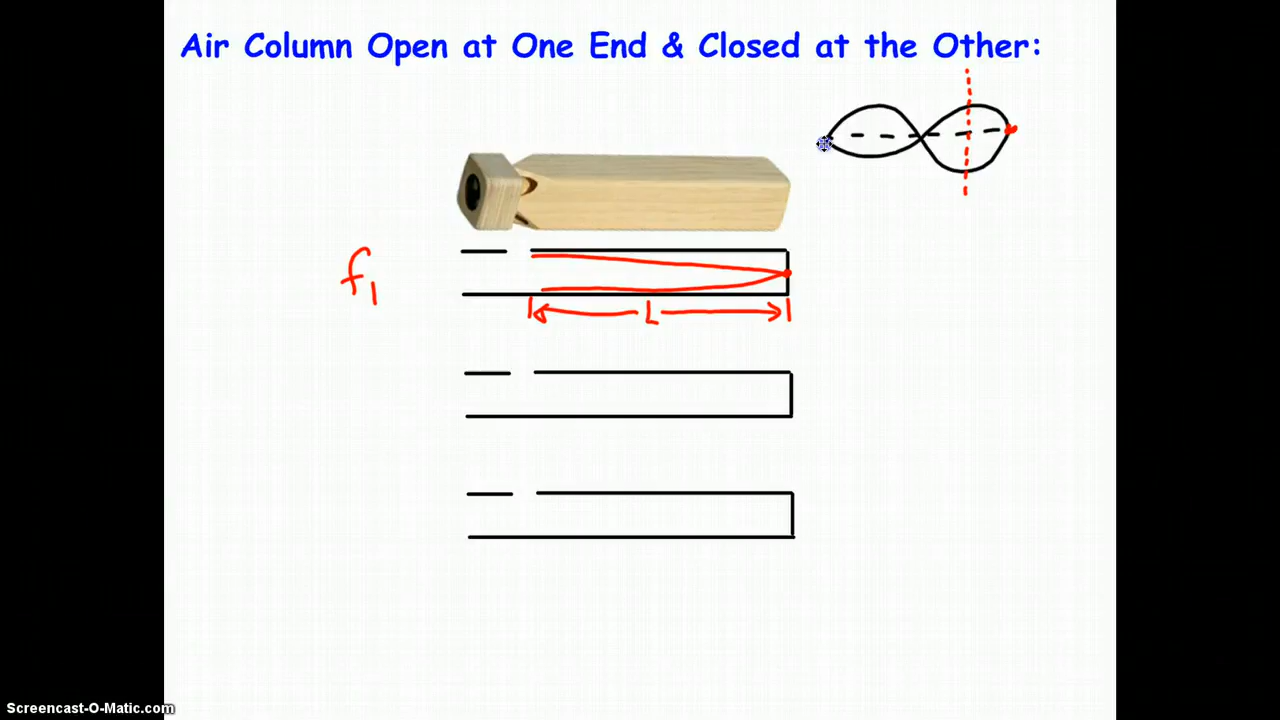 Air Column Open at One End & Closed at the Other:
f1
L
Screencast-O-Matic.com